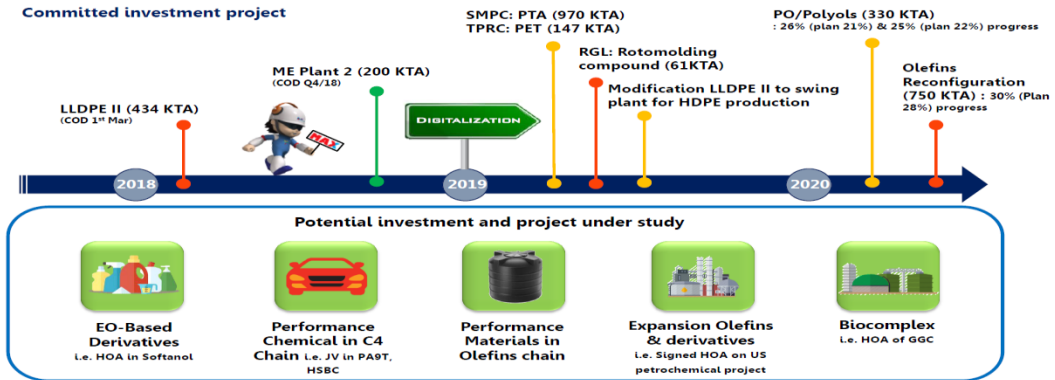 Committed investment project
LLDPE II (434 KTA)
(COD 1st Mar)
ME Plant 2 (200 KTA)
(COD Q4/18)
MAX
DIGITALIZATION
SMPC: PTA (970 KTA)
TPRC: PET (147 KTA)
RGL: Rotomolding
compound (61KTA)
Modification LLDPE II to swing
plant for HDPE production
PO/Polyols (330 KTA)
: 26% (plan 21%) & 25% (plan 22%) progress
Olefins
Reconfiguration
(750 KTA) : 30% (Plan
28%) progress
2018
2019
2020
Potential investment and project under study
EO-Based
Derivatives
i.e. HOA in Softanol
Performance
Chemical in C4
Chain i.e. JV in PA9T,
HSBC
Performance
Materials in
Olefins chain
Expansion Olefins
& derivatives
i.e. Signed HOA on US
petrochemical project
Biocomplex
i.e. HOA of GGC